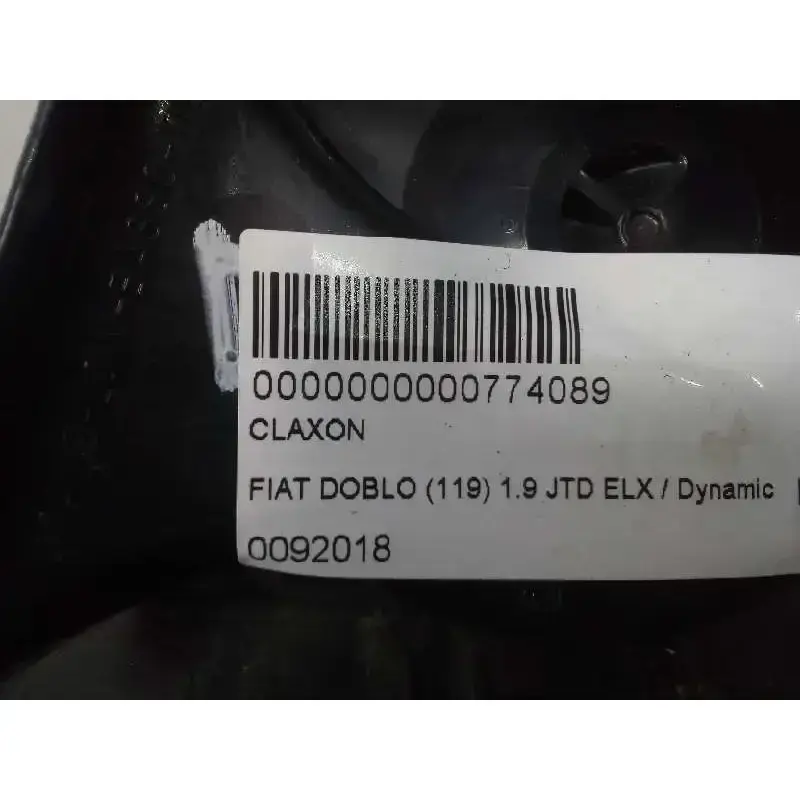 0000000000774089
CLAXON
FIAT DOBLO (119) 1.9 JTD ELX / Dynamic
0092018